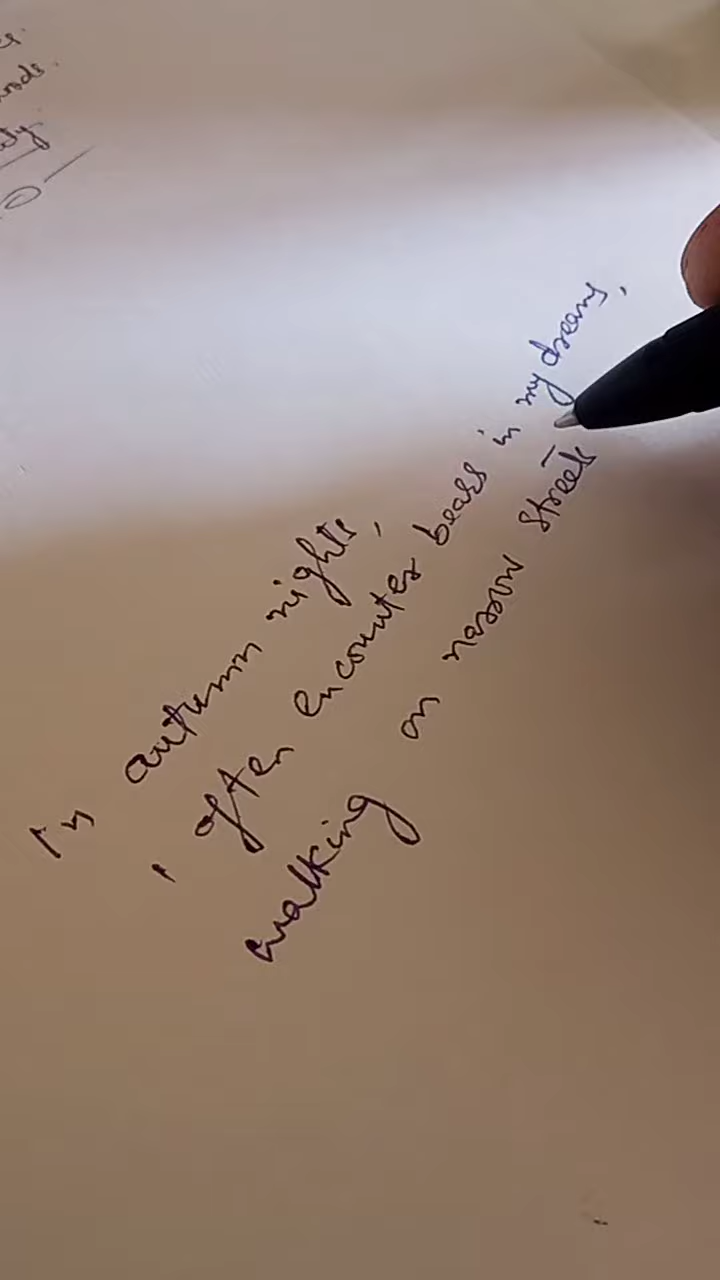 In autumn nights,
I often encounter bears in my dreams,
walking on narrow streets